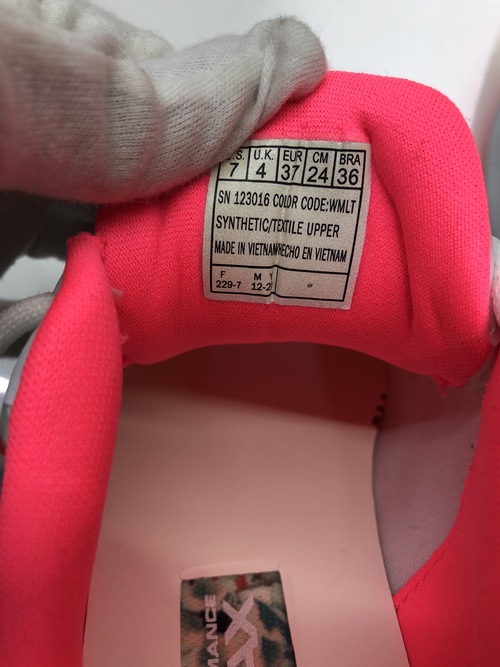 U.S. U.K. EUR CM BRA
7 4 37 24 36
SN 123016 COLOR CODE:WMLT
SYNTHETIC/TEXTILE UPPER
MADE IN VIETNAM HECHO EN VIETNAM
F M Y
229-7 12-2